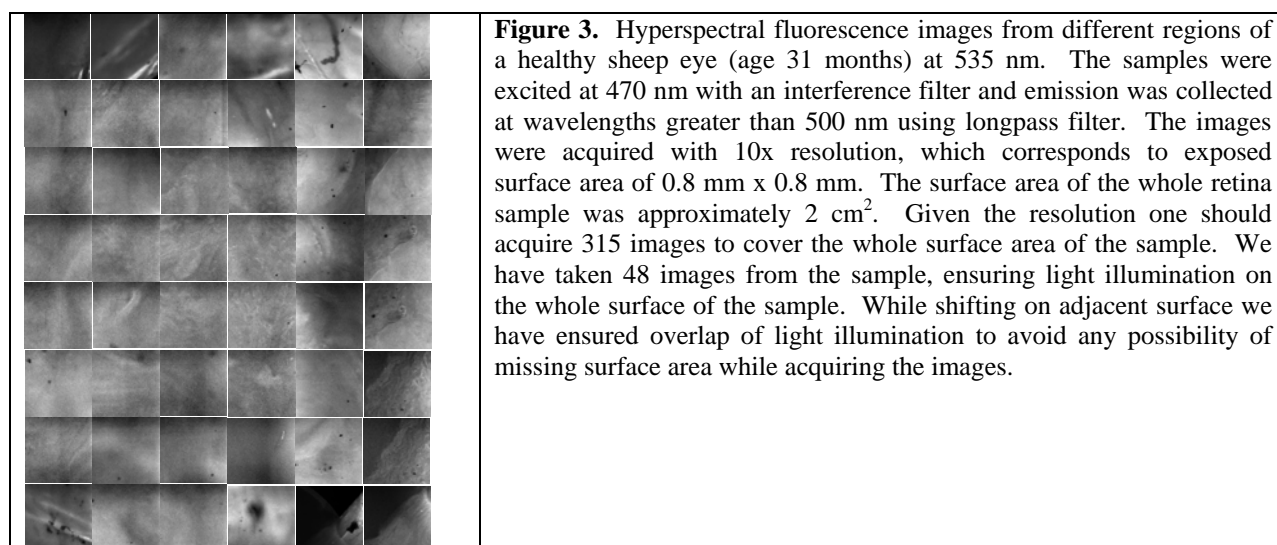 Figure 3. Hyperspectral fluorescence images from different regions of
a healthy sheep eye (age 31 months) at 535 nm. The samples were
excited at 470 nm with an interference filter and emission was collected
at wavelengths greater than 500 nm using longpass filter. The images
were acquired with 10x resolution, which corresponds to exposed
surface area of 0.8 mm x 0.8 mm. The surface area of the whole retina
sample was approximately 2 cm². Given the resolution one should
acquire 315 images to cover the whole surface area of the sample. We
have taken 48 images from the sample, ensuring light illumination on
the whole surface of the sample. While shifting on adjacent surface we
have ensured overlap of light illumination to avoid any possibility of
missing surface area while acquiring the images.